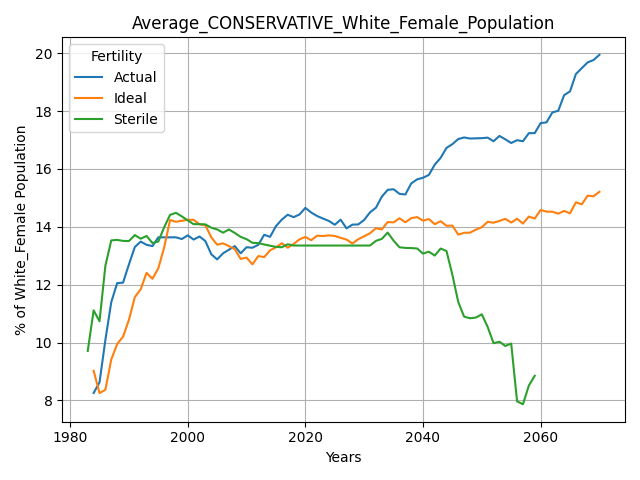 Average_CONSERVATIVE_White_Female_Population
Fertility
Actual
Ideal
Sterile
% of White_Female Population
20
18
16
14
12
10
8
1980
2000
2020
2040
2060
Years